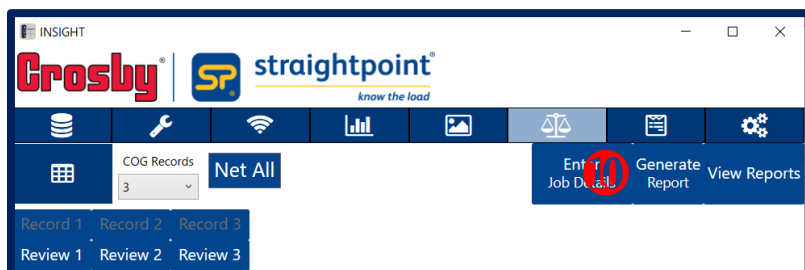 INSIGHT
Crosby® SP® straightpoint®
know the load
COG Records
3
Net All
Enter
Job Details
10
Generate
Report
View Reports
Record 1 Record 2 Record 3
Review 1 Review 2 Review 3